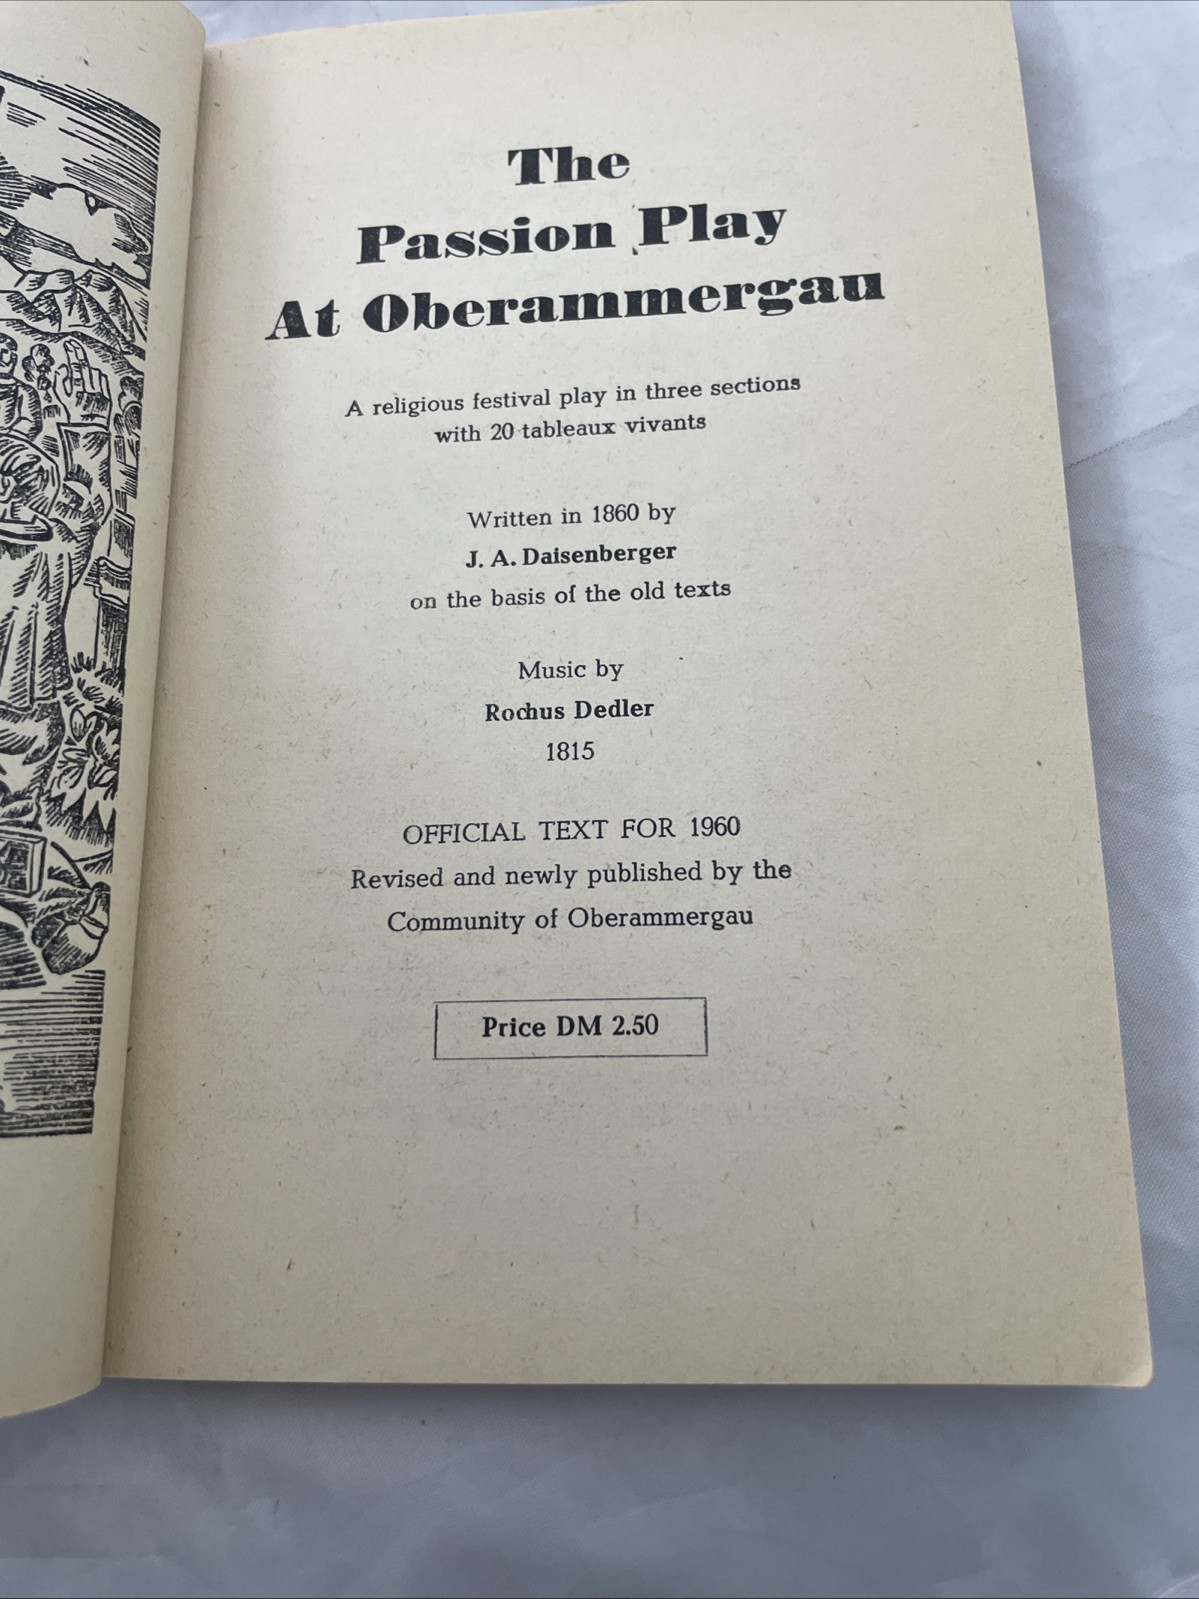 The
Passion Play
At Oberammergau
A religious festival play in three sections
with 20 tableaux vivants
Written in 1860 by
J. A. Daisenberger
on the basis of the old texts
Music by
Rochus Dedler
1815
OFFICIAL TEXT FOR 1960
Revised and newly published by the
Community of Oberammergau
Price DM 2.50